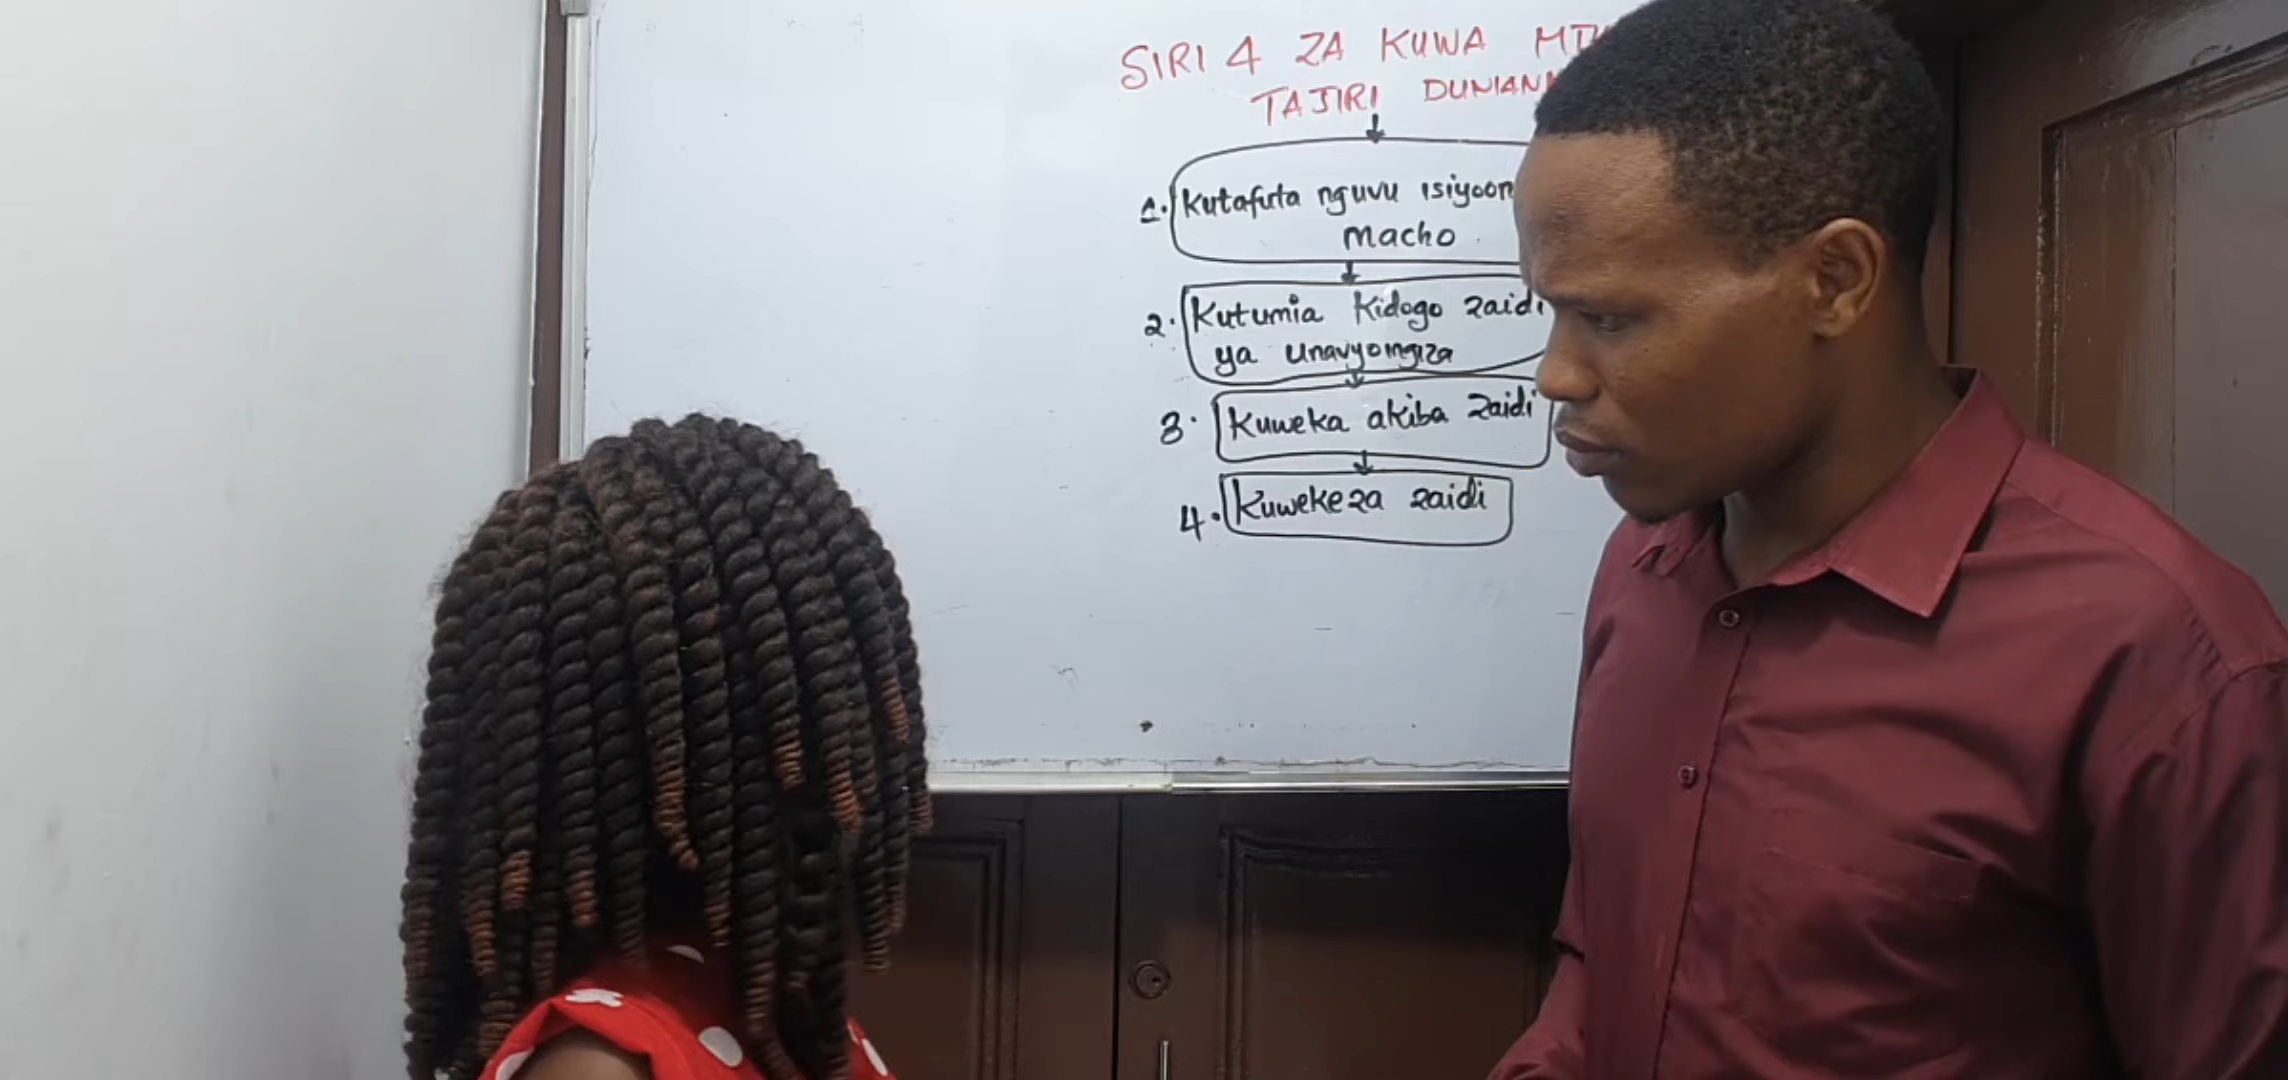 SIRI 4 ZA KUWA
TAJIRI
1. Kutafuta nguvu
macho
2. Kutumia Kidogo zaidi
ya unavyoingiza
3. Kuweka akiba zaidi
4. Kuwekeza zaidi